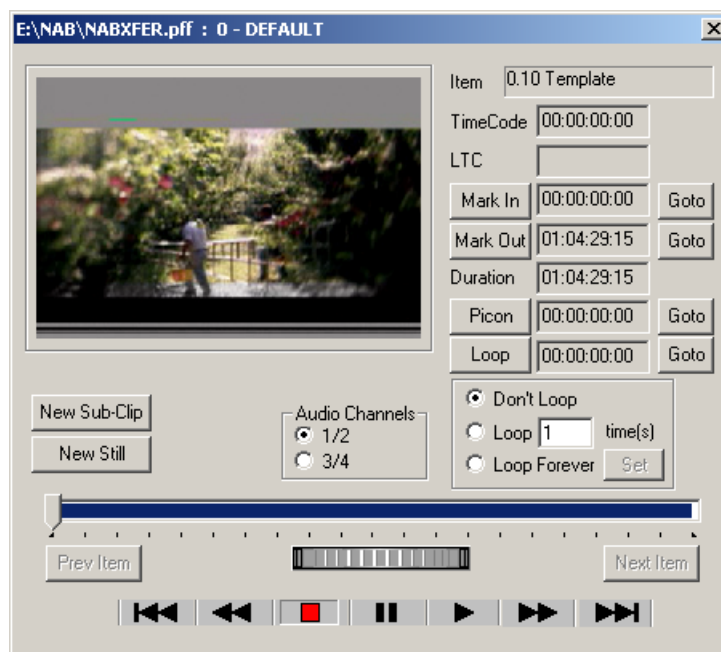 E:\NAB\NABXFER.pff : 0 - DEFAULT
Item 0.10 Template
TimeCode 00:00:00:00
LTC
Mark In 00:00:00:00 Goto
Mark Out 01:04:29:15 Goto
Duration 01:04:29:15
Picon 00:00:00:00 Goto
Loop 00:00:00:00 Goto
New Sub-Clip
New Still
Audio Channels
1/2
3/4
Don't Loop
Loop 1 time(s)
Loop Forever Set
Prev Item
Next Item